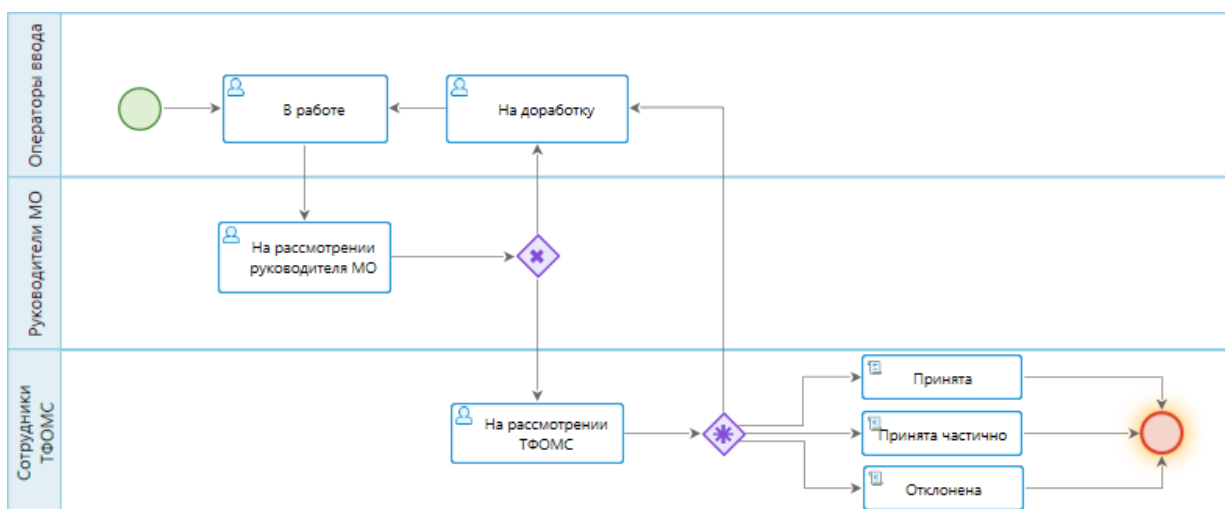 Операторы ввода
В работе
На доработку
Руководители МО
На рассмотрении
руководителя МО
Сотрудники
ТФОМС
На рассмотрении
ТФОМС
Принята
Принята частично
Отклонена